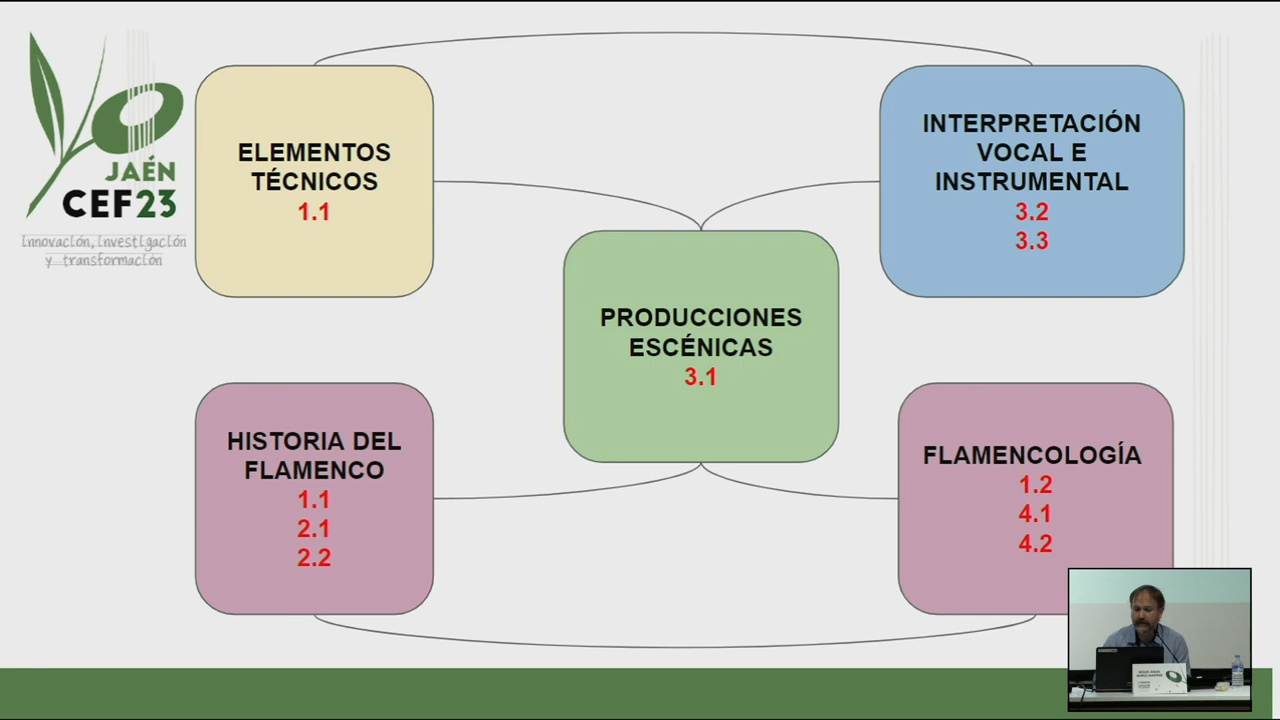 JAÉN
CEF23
Innovación, investigación
y transformación
ELEMENTOS
TÉCNICOS
1.1
INTERPRETACIÓN
VOCAL E
INSTRUMENTAL
3.2
3.3
PRODUCCIONES
ESCÉNICAS
3.1
HISTORIA DEL
FLAMENCO
1.1
2.1
2.2
FLAMENCOLOGÍA
1.2
4.1
4.2